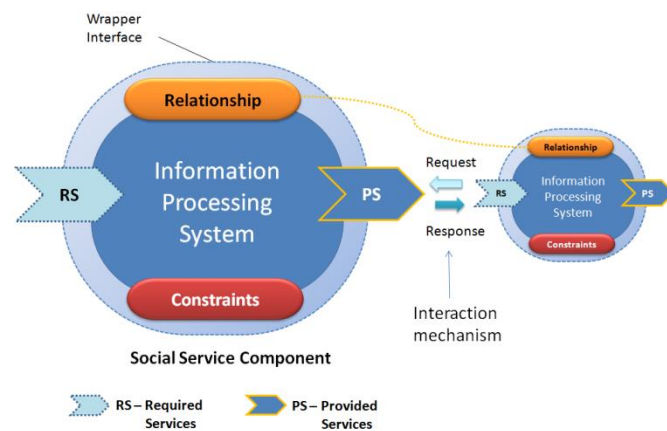 Wrapper
Interface
Relationship
RS
Information
Processing
System
PS
Constraints
Request
Response
Relationship
RS
Information
Processing
System
PS
Constraints
Interaction
mechanism
Social Service Component
RS – Required
Services
PS – Provided
Services